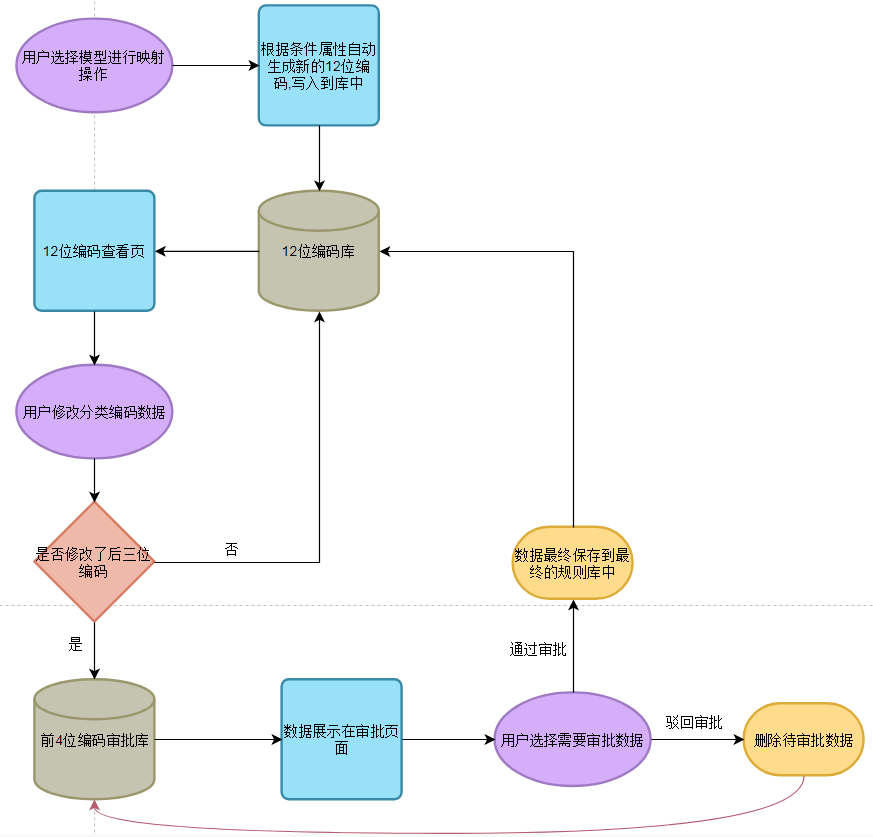 用户选择模型进行映射
操作
根据条件属性自动
生成新的12位编
码,写入到库中
12位编码查看页
12位编码库
用户修改分类编码数据
是否修改了后三位
编码
否
数据最终保存到最
终的规则库中
是
通过审批
前4位编码审批库
数据展示在审批页
面
用户选择需要审批数据
驳回审批
删除待审批数据